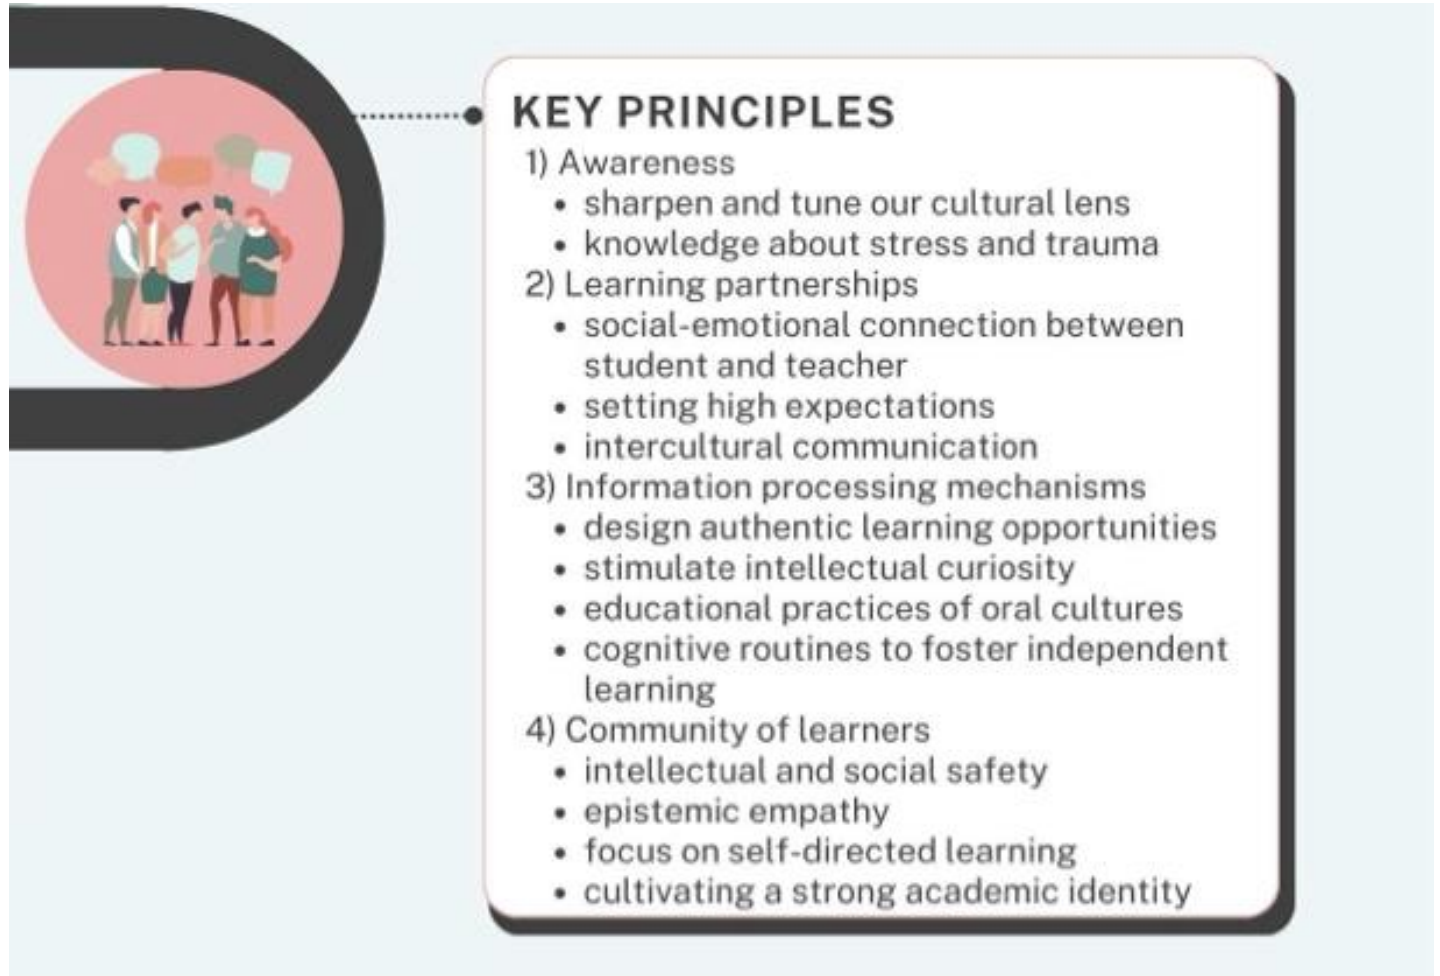 KEY PRINCIPLES
1) Awareness
• sharpen and tune our cultural lens
• knowledge about stress and trauma
2) Learning partnerships
• social-emotional connection between
student and teacher
• setting high expectations
• intercultural communication
3) Information processing mechanisms
• design authentic learning opportunities
• stimulate intellectual curiosity
• educational practices of oral cultures
• cognitive routines to foster independent
learning
4) Community of learners
• intellectual and social safety
• epistemic empathy
• focus on self-directed learning
• cultivating a strong academic identity